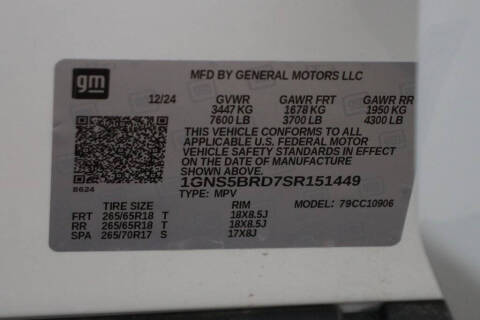 gm
MFD BY GENERAL MOTORS LLC
12/24 GVWR GAWR FRT GAWR RR
3447 KG 1678 KG 1950 KG
7600 LB 3700 LB 4300 LB
THIS VEHICLE CONFORMS TO ALL
APPLICABLE U.S. FEDERAL MOTOR
VEHICLE SAFETY STANDARDS IN EFFECT
ON THE DATE OF MANUFACTURE
SHOWN ABOVE.
8624 1GNS5BRD7SR151449
TYPE: MPV
TIRE SIZE RIM MODEL: 79CC10906
FRT 265/65R18 T 18X8.5J
RR 265/65R18 T 18X8.5J
SPA 265/70R17 S 17X8J